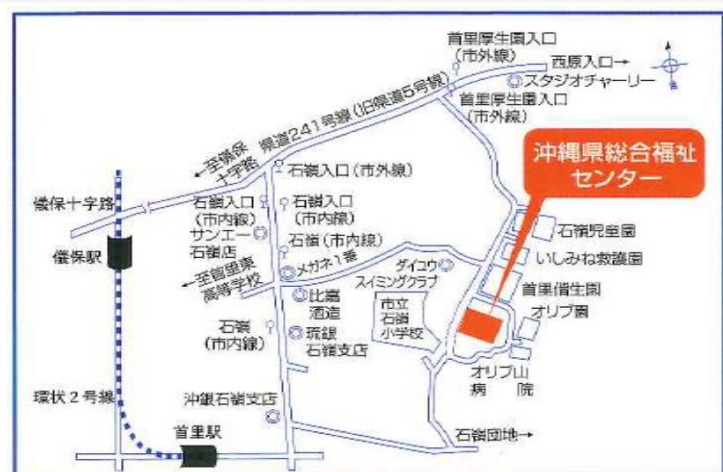 首里厚生園入口
(市外線)
西原入口→
スタジオチャーリー
首里厚生園入口
(市外線)
県道241号線(旧県道5号線)
←至儀保
十字路
沖縄県総合福祉
センター
石嶺入口(市外線)
儀保十字路
石嶺入口
(市内線)
石嶺入口
(市内線)
サンエー
石嶺店
石嶺(市内線)
石嶺児童園
儀保駅
メガネ1番
ダイユウ
スイミングクラブ
いしみね救護園
←至首里東
高等学校
首里偕生園
比嘉
酒造
市立
石嶺
小学校
オリブ園
石嶺
(市内線)
琉銀
石嶺支店
オリブ山
病院
環状2号線
沖銀石嶺支店
首里駅
石嶺団地→